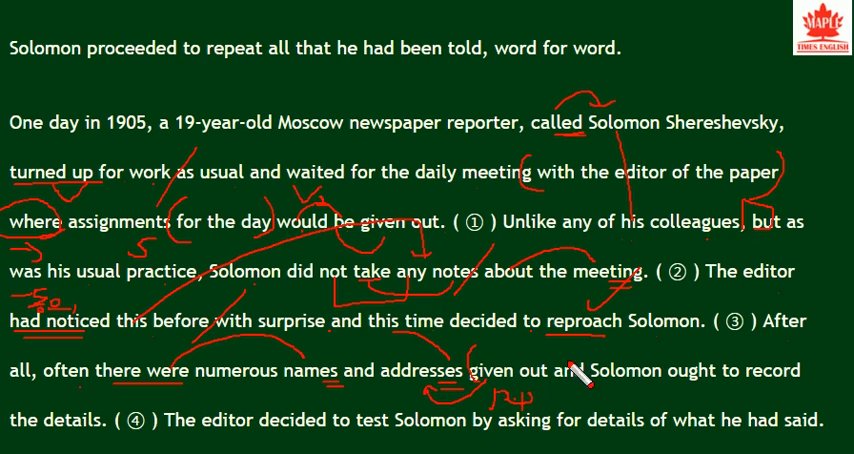 MAPLE
TIMES ENGLISH
Solomon proceeded to repeat all that he had been told, word for word.
One day in 1905, a 19-year-old Moscow newspaper reporter, called Solomon Shereshevsky,
turned up for work as usual and waited for the daily meeting with the editor of the paper
where assignments for the day would be given out. ( ① ) Unlike any of his colleagues, but as
S
was his usual practice, Solomon did not take any notes about the meeting. ( ② ) The editor
had noticed this before with surprise and this time decided to reproach Solomon. ( ③ ) After
all, often there were numerous names and addresses given out and Solomon ought to record
P.P
the details. ( ④ ) The editor decided to test Solomon by asking for details of what he had said.